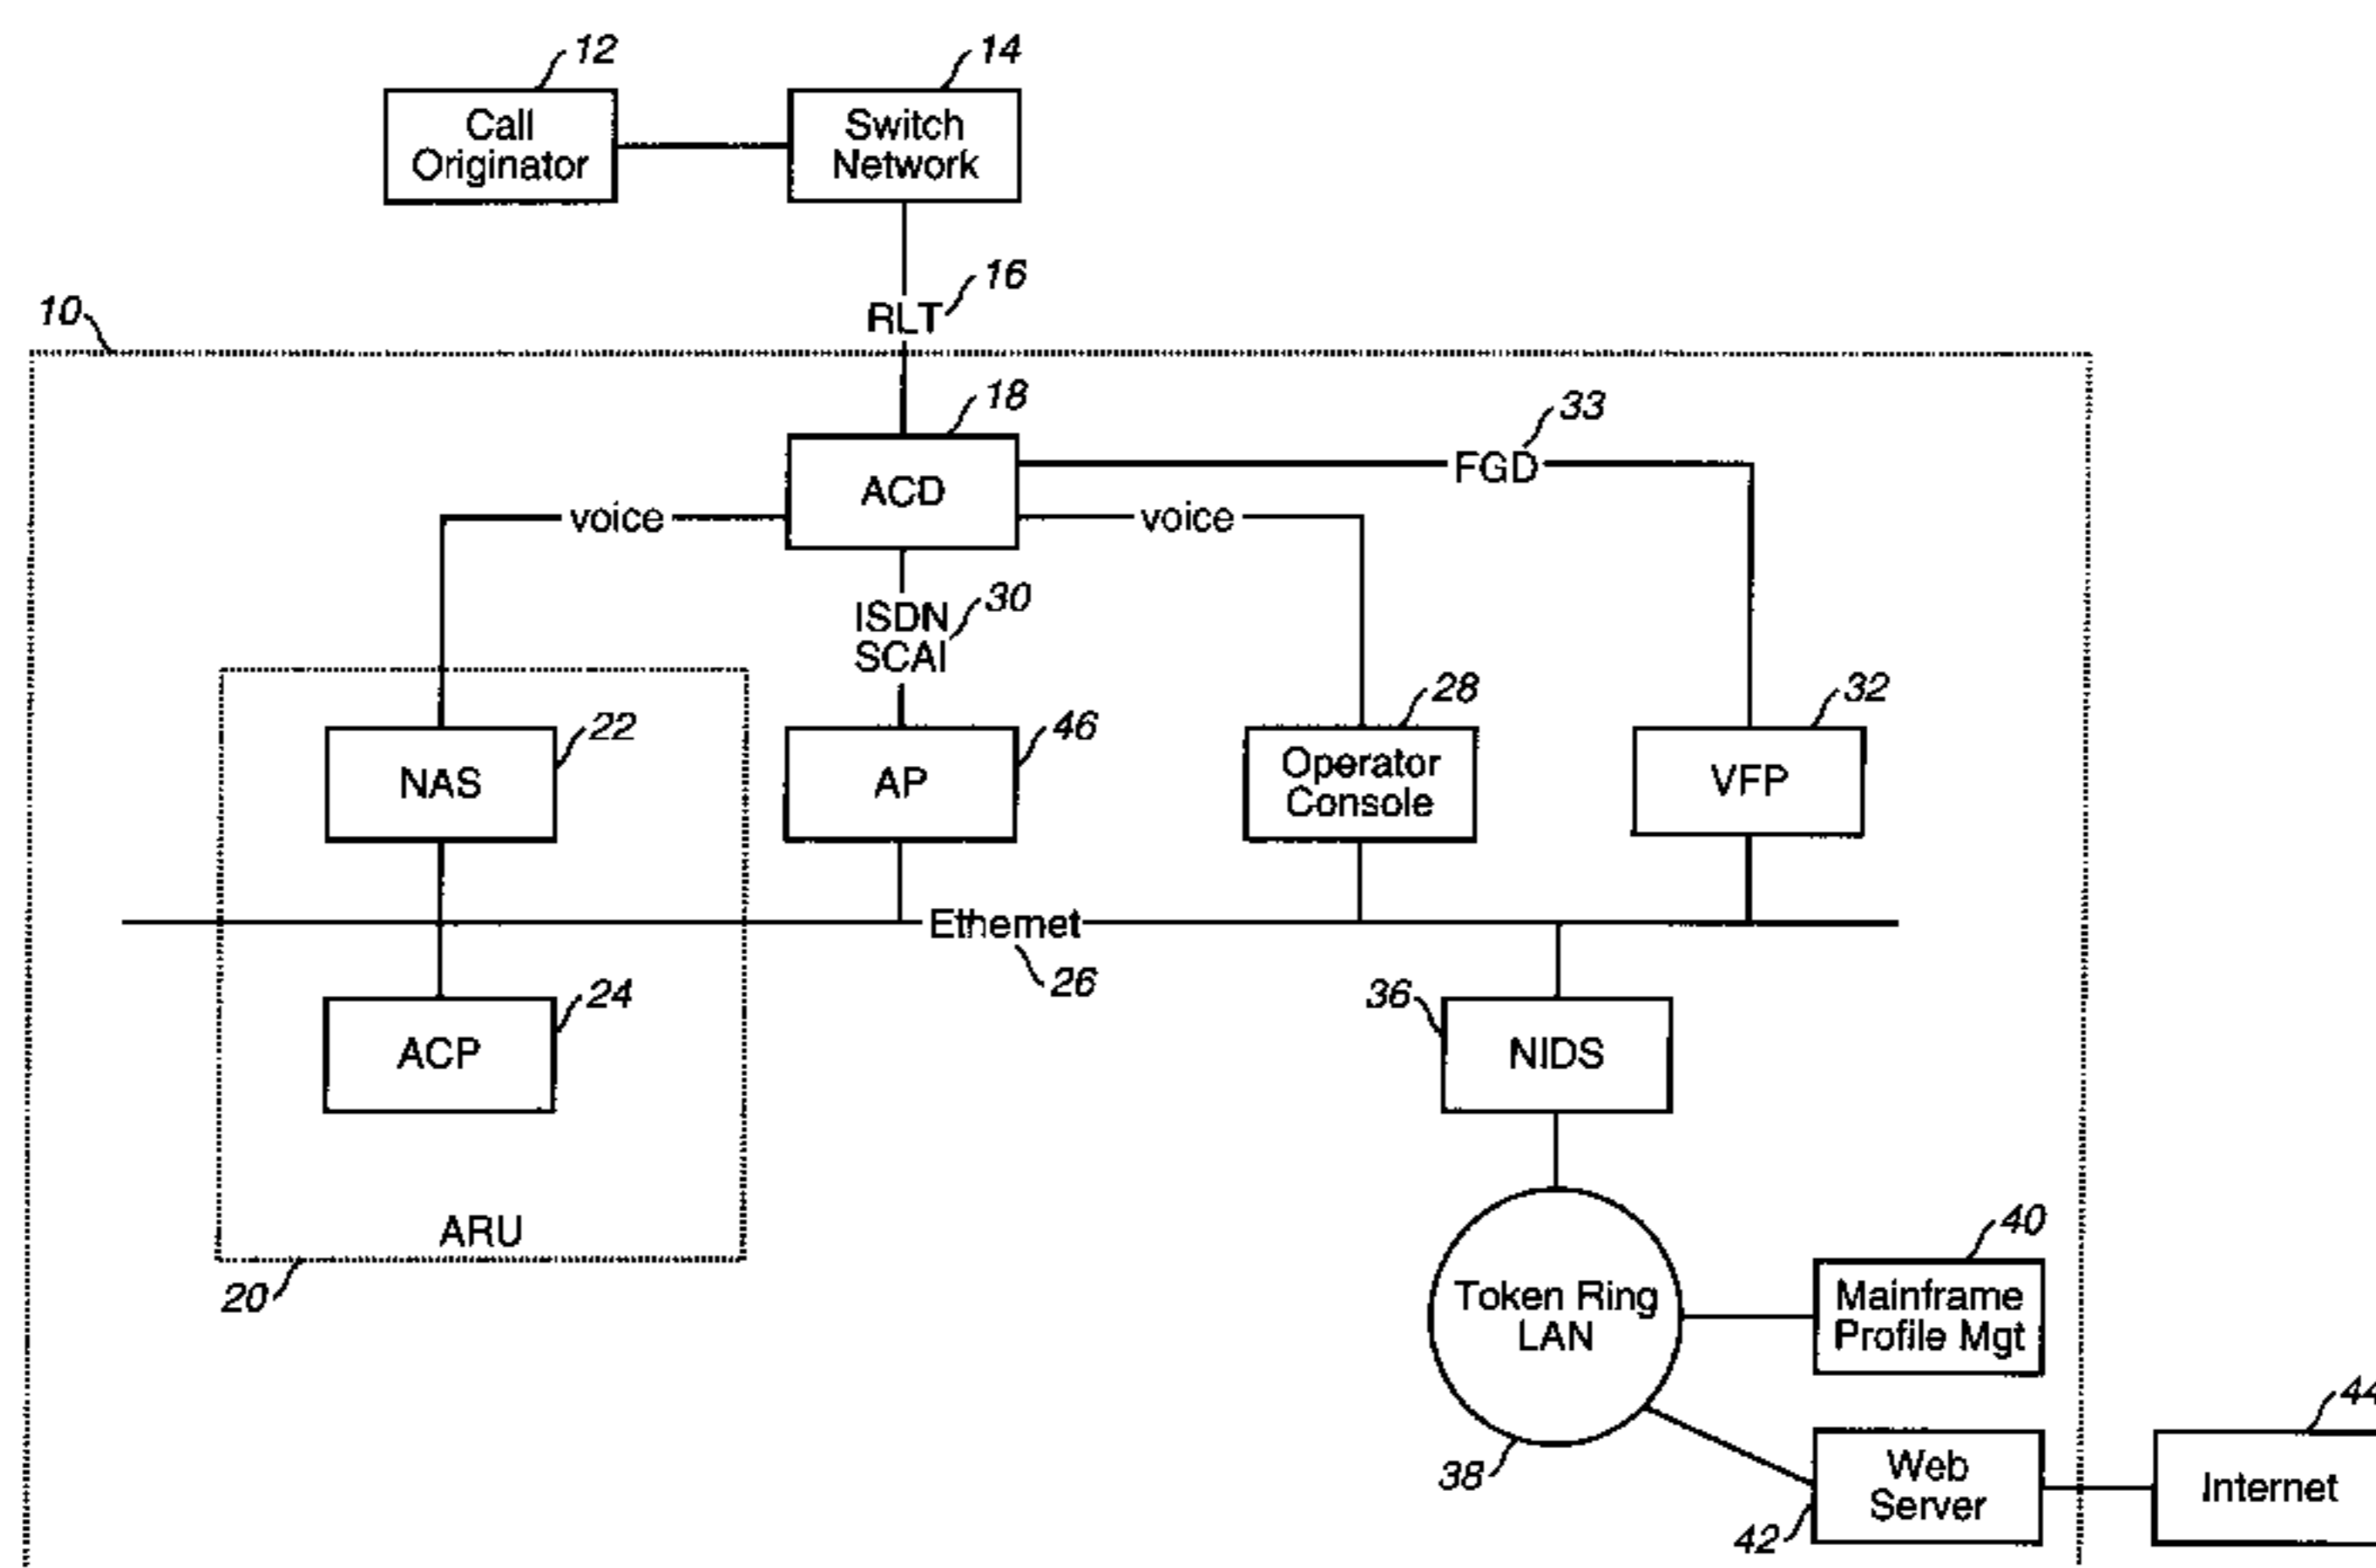 12
14
Call
Originator
Switch
Network
16
RLT
10
18
33
ACD
FGD
voice
voice
ISDN
SCAI
30
22
46
28
32
NAS
AP
Operator
Console
VFP
Ethernet
26
24
36
ACP
NIDS
ARU
20
40
Token Ring
LAN
Mainframe
Profile Mgt
44
38
Web
Server
42
Internet